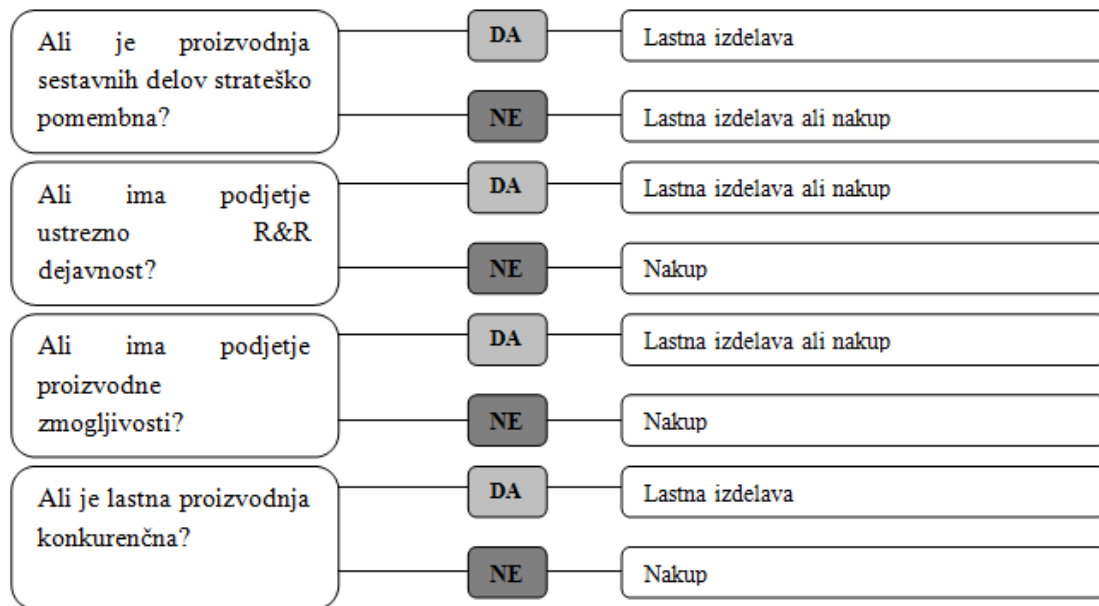 Ali je proizvodnja
sestavnih delov strateško
pomembna?
DA
Lastna izdelava
NE
Lastna izdelava ali nakup
Ali ima podjetje
ustrezno R&R
dejavnost?
DA
Lastna izdelava ali nakup
NE
Nakup
Ali ima podjetje
proizvodne
zmogljivosti?
DA
Lastna izdelava ali nakup
NE
Nakup
Ali je lastna proizvodnja
konkurenčna?
DA
Lastna izdelava
NE
Nakup